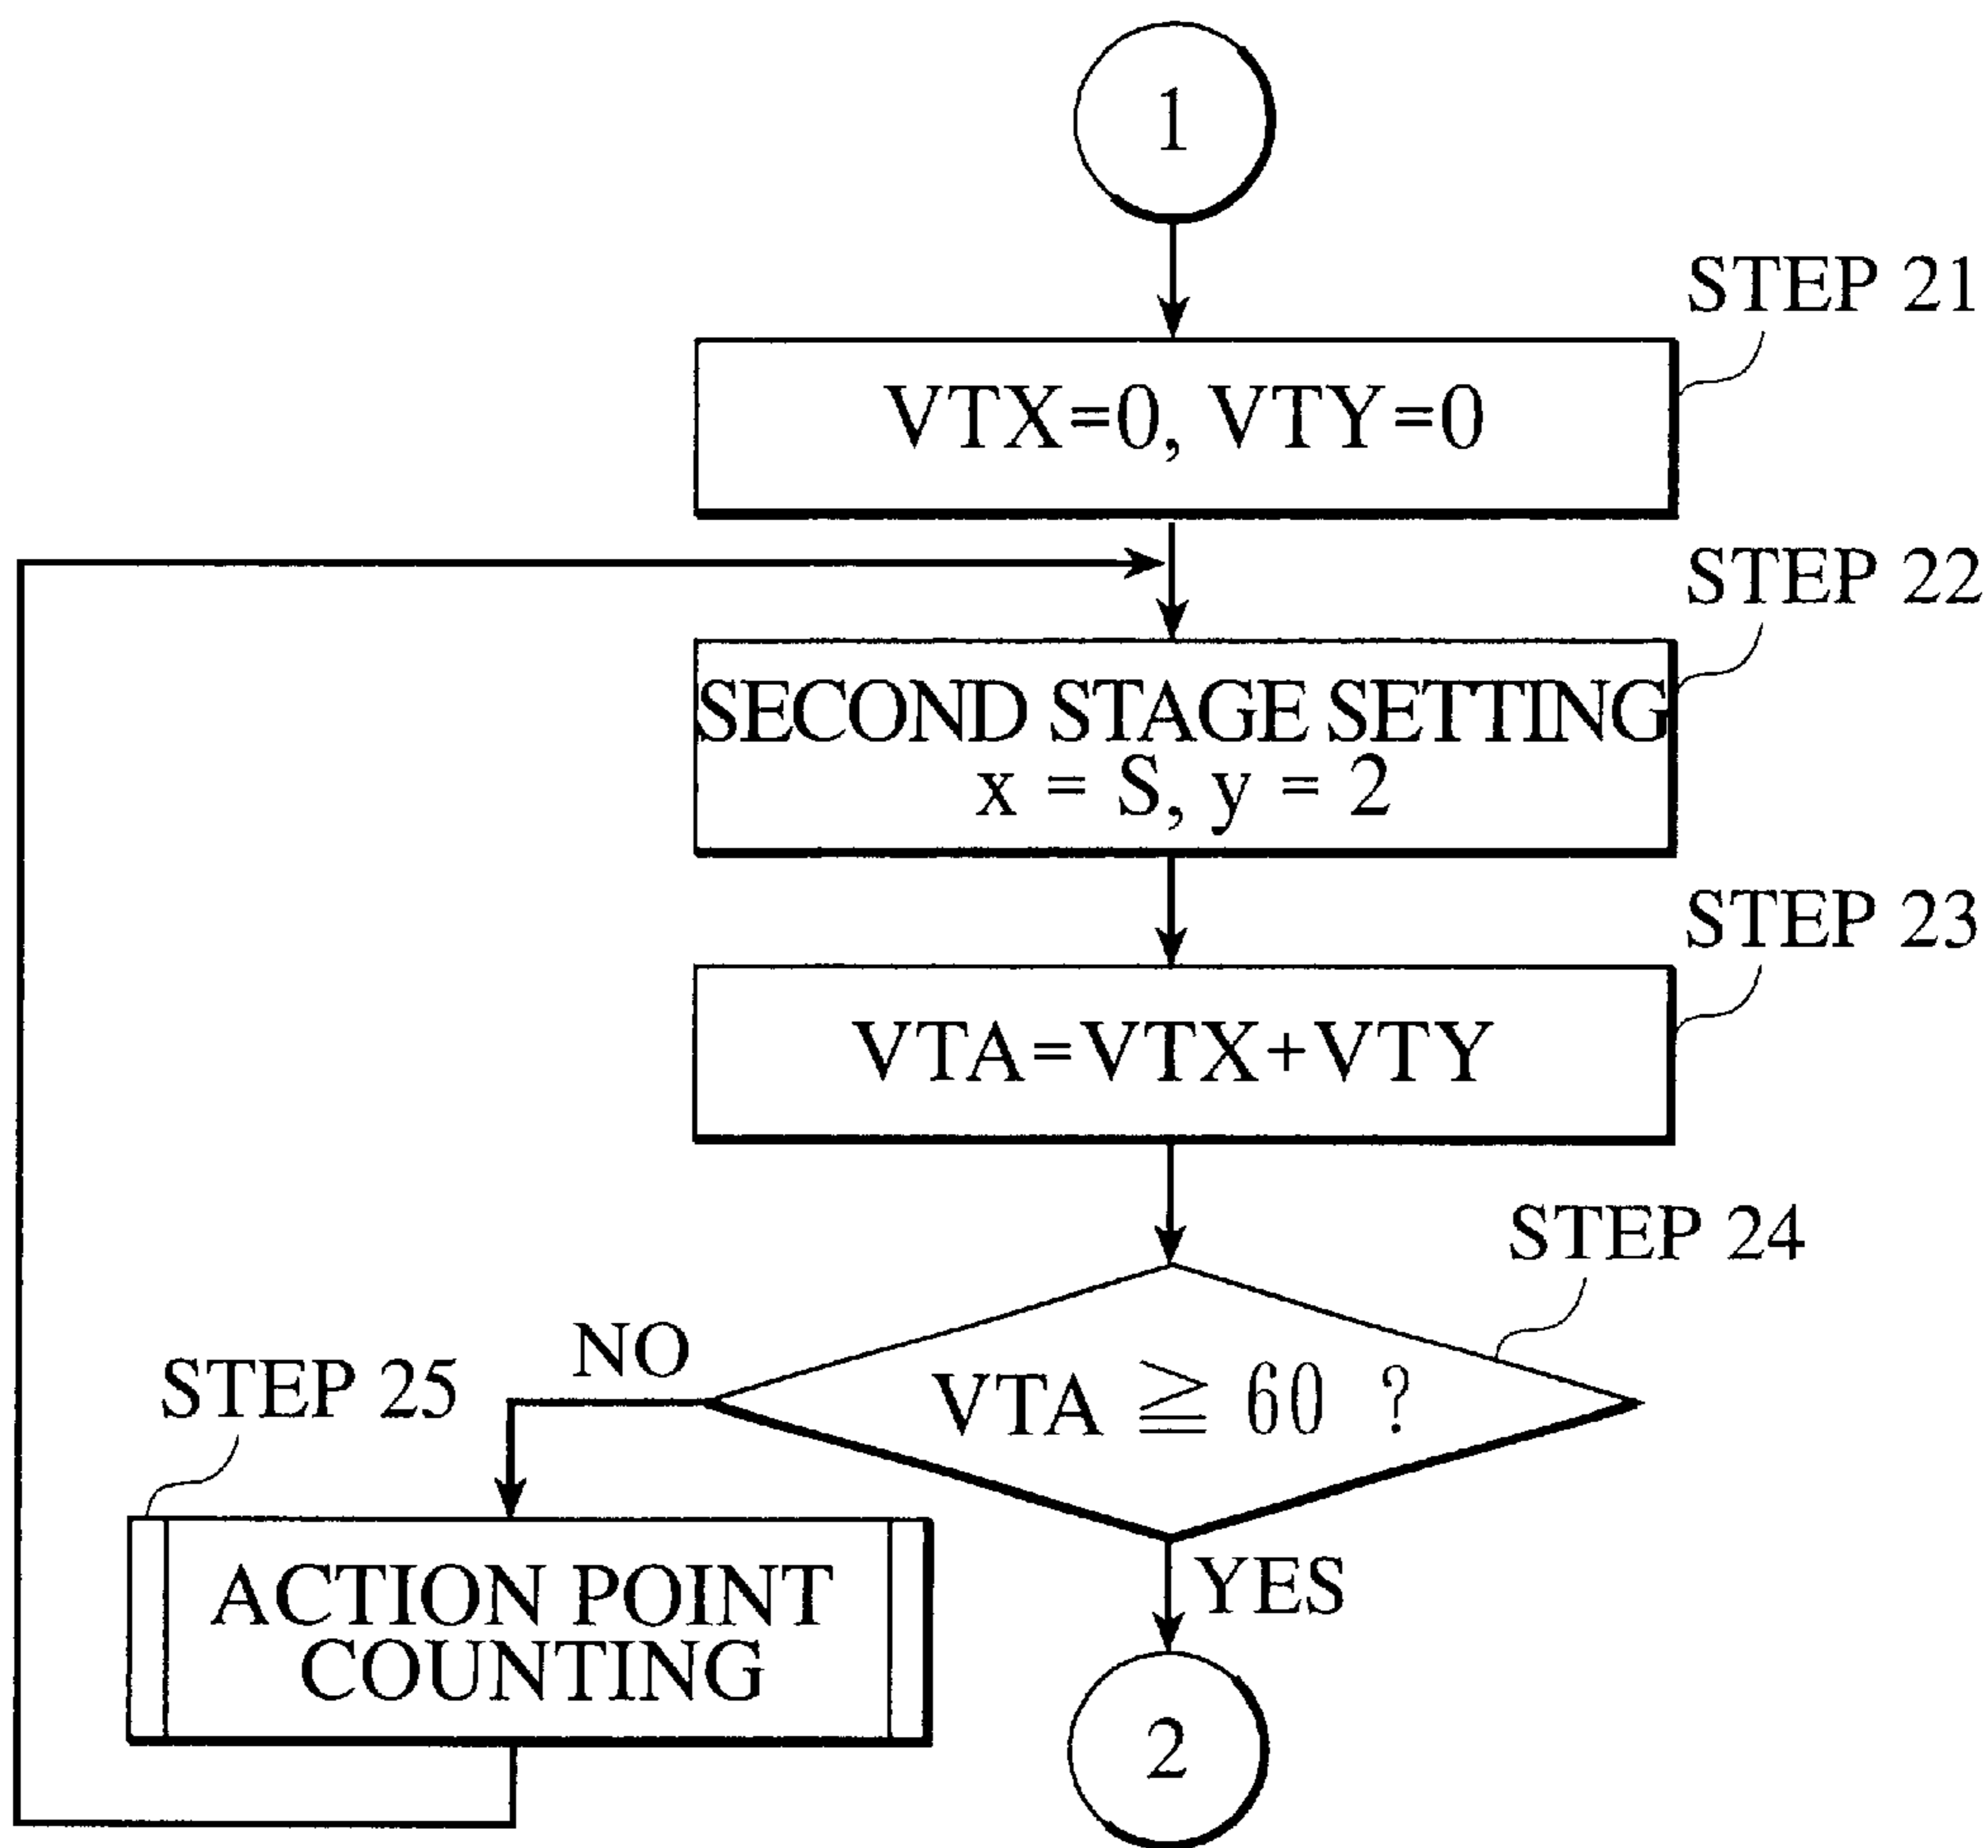 1
STEP 21
VTX=0, VTY=0
STEP 22
SECOND STAGE SETTING
x = S, y = 2
STEP 23
VTA=VTX+VTY
STEP 24
NO
VTA ≧ 60 ?
STEP 25
YES
ACTION POINT
COUNTING
2